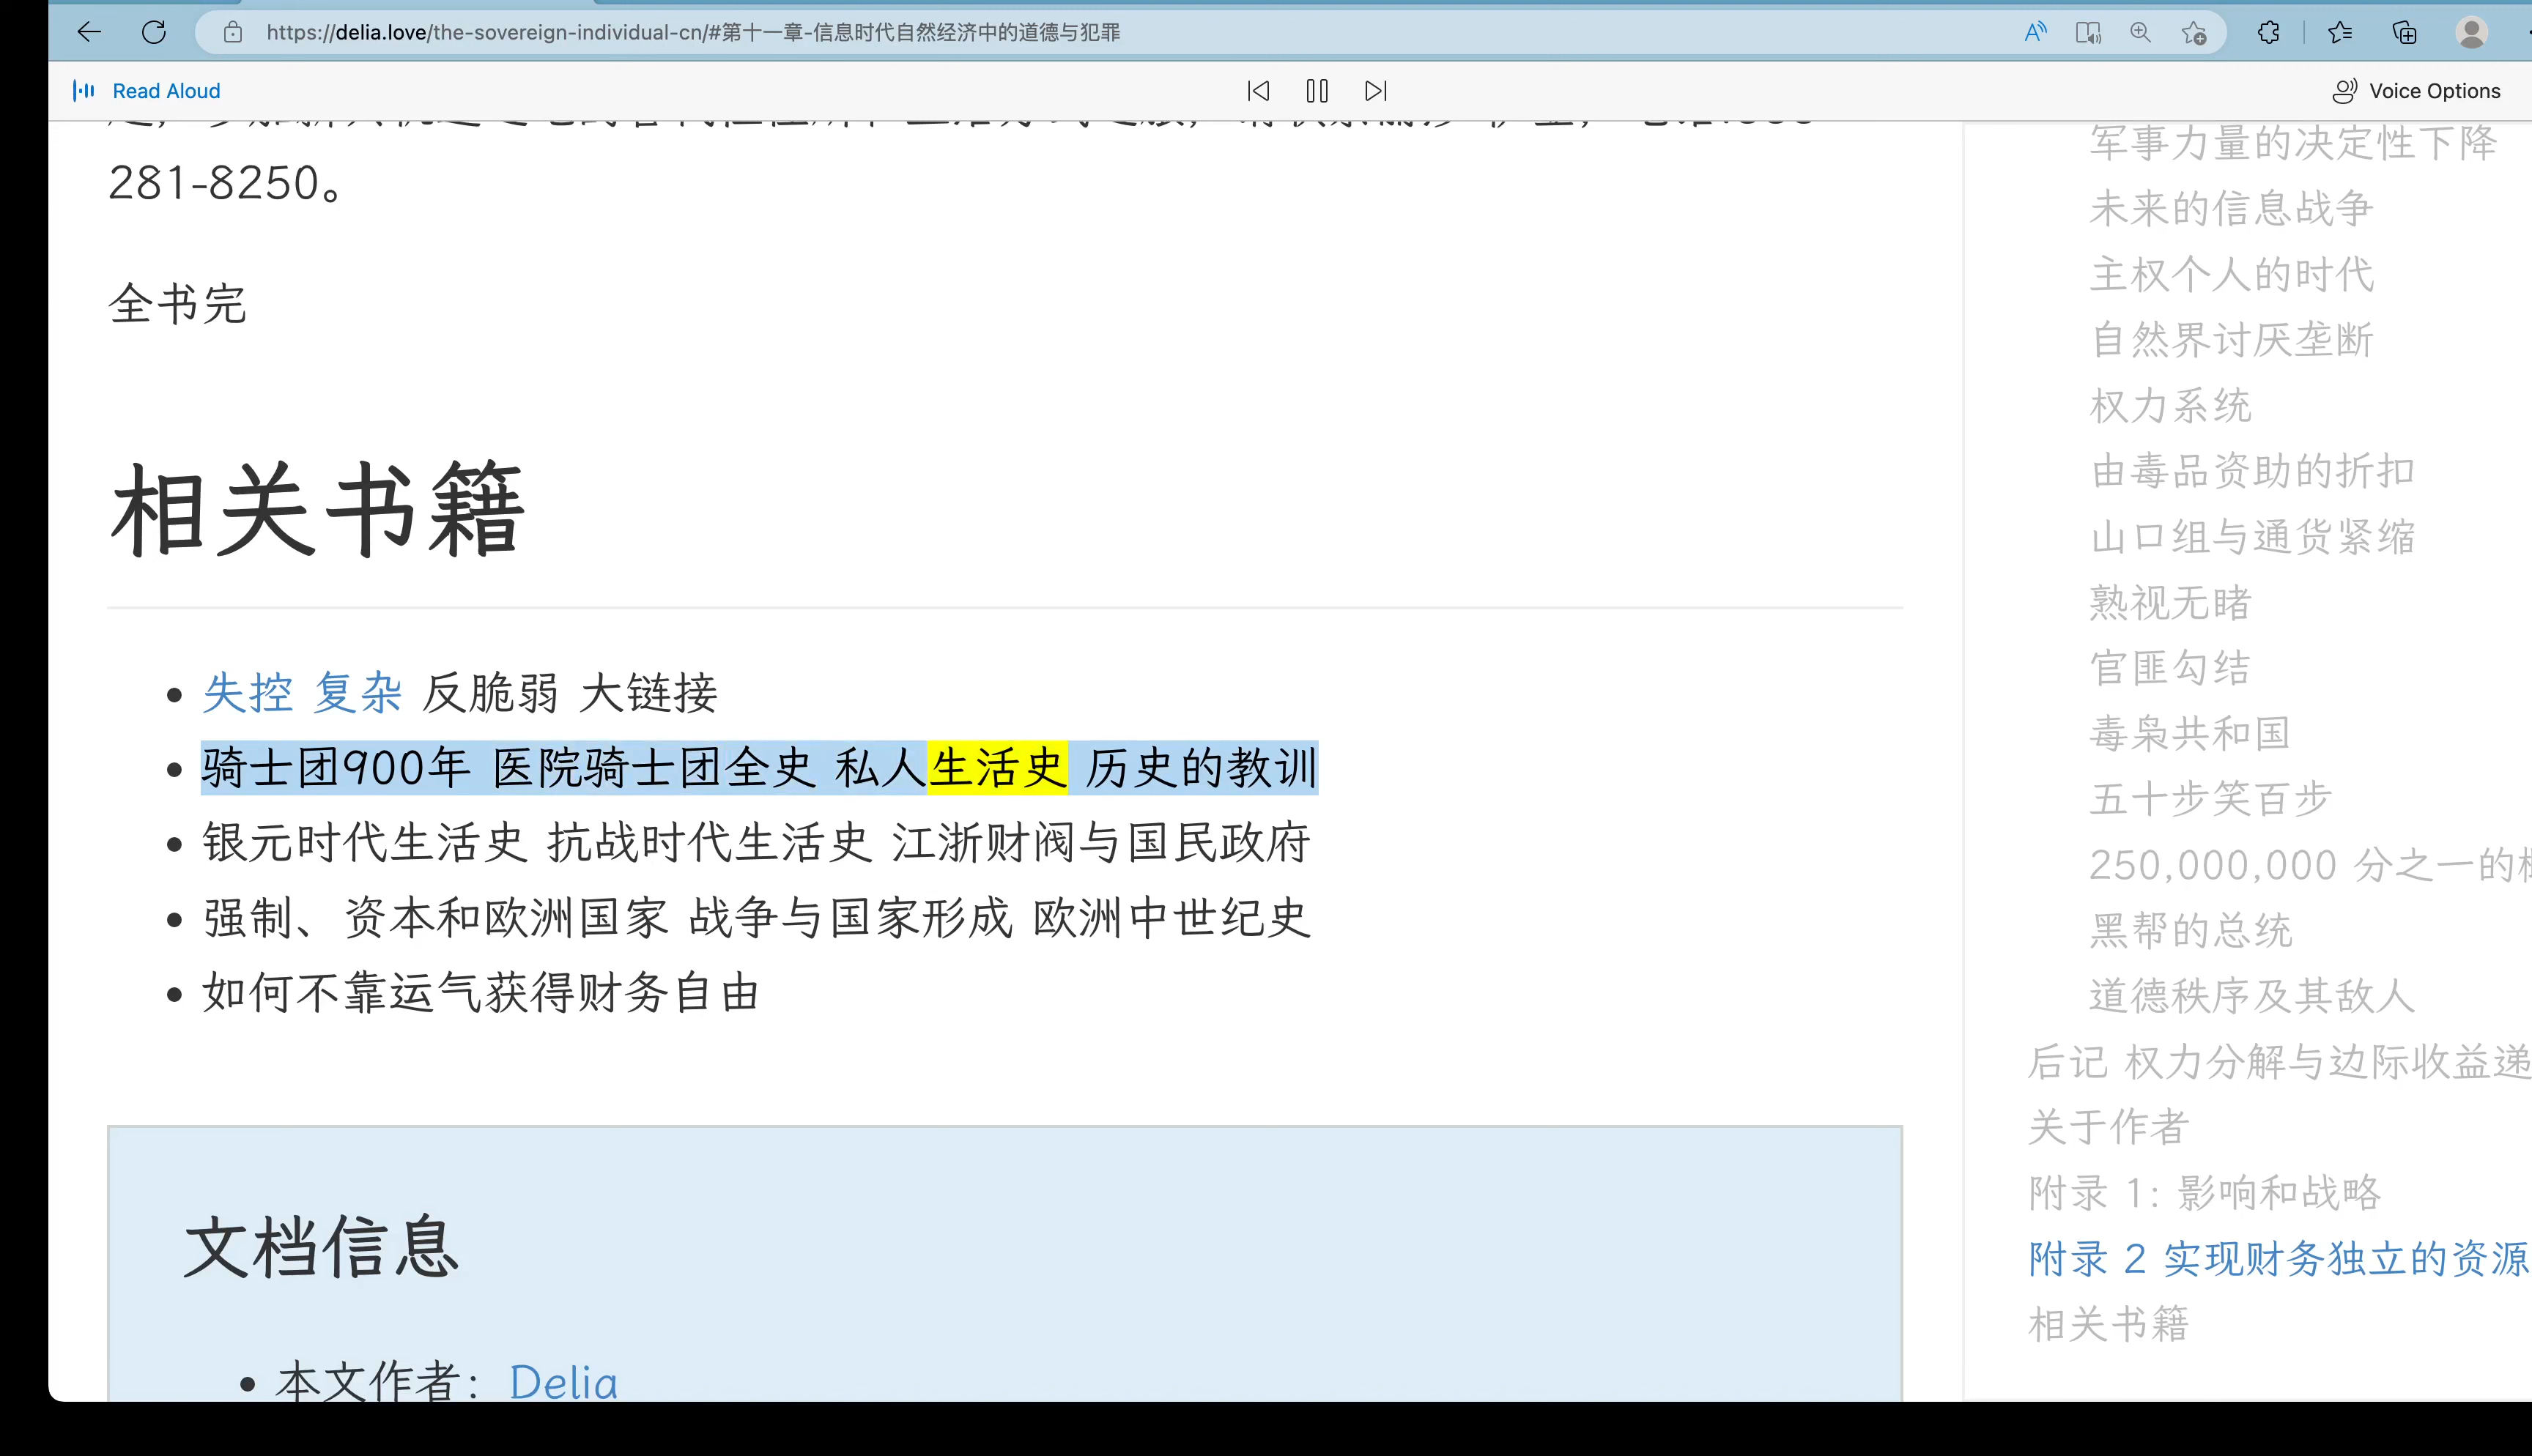 https://delia.love/the-sovereign-individual-cn/#第十一章-信息时代自然经济中的道德与犯罪
Read Aloud
Voice Options
281-8250。
全书完
相关书籍
失控 复杂 反脆弱 大链接
骑士团900年 医院骑士团全史 私人生活史 历史的教训
银元时代生活史 抗战时代生活史 江浙财阀与国民政府
强制、资本和欧洲国家 战争与国家形成 欧洲中世纪史
如何不靠运气获得财务自由
文档信息
本文作者：Delia
军事力量的决定性下降
未来的信息战争
主权个人的时代
自然界讨厌垄断
权力系统
由毒品资助的折扣
山口组与通货紧缩
熟视无睹
官匪勾结
毒枭共和国
五十步笑百步
250,000,000 分之一的
黑帮的总统
道德秩序及其敌人
后记 权力分解与边际收益递
关于作者
附录 1: 影响和战略
附录 2 实现财务独立的资源
相关书籍